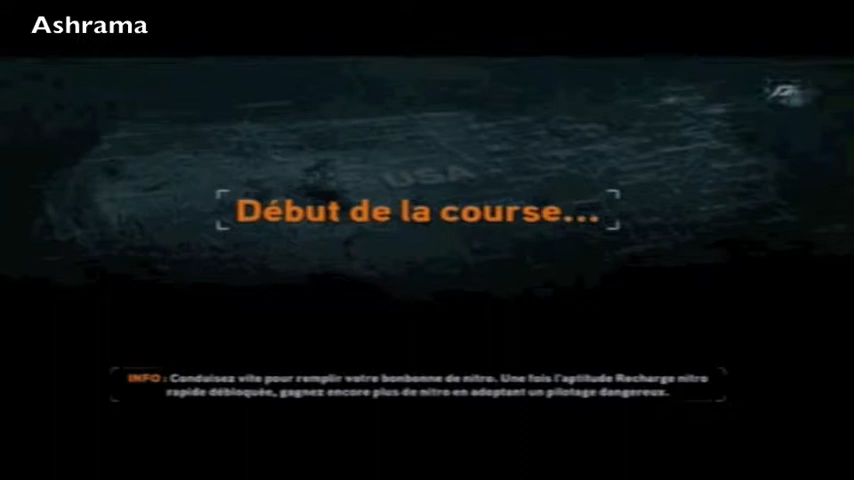 Ashrama
USA
Début de la course...
INFO : Conduisez vite pour remplir votre bonbonne de nitro. Une fois l'aptitude Recharge nitro
rapide débloquée, gagnez encore plus de nitro en adoptant un pilotage dangereux.